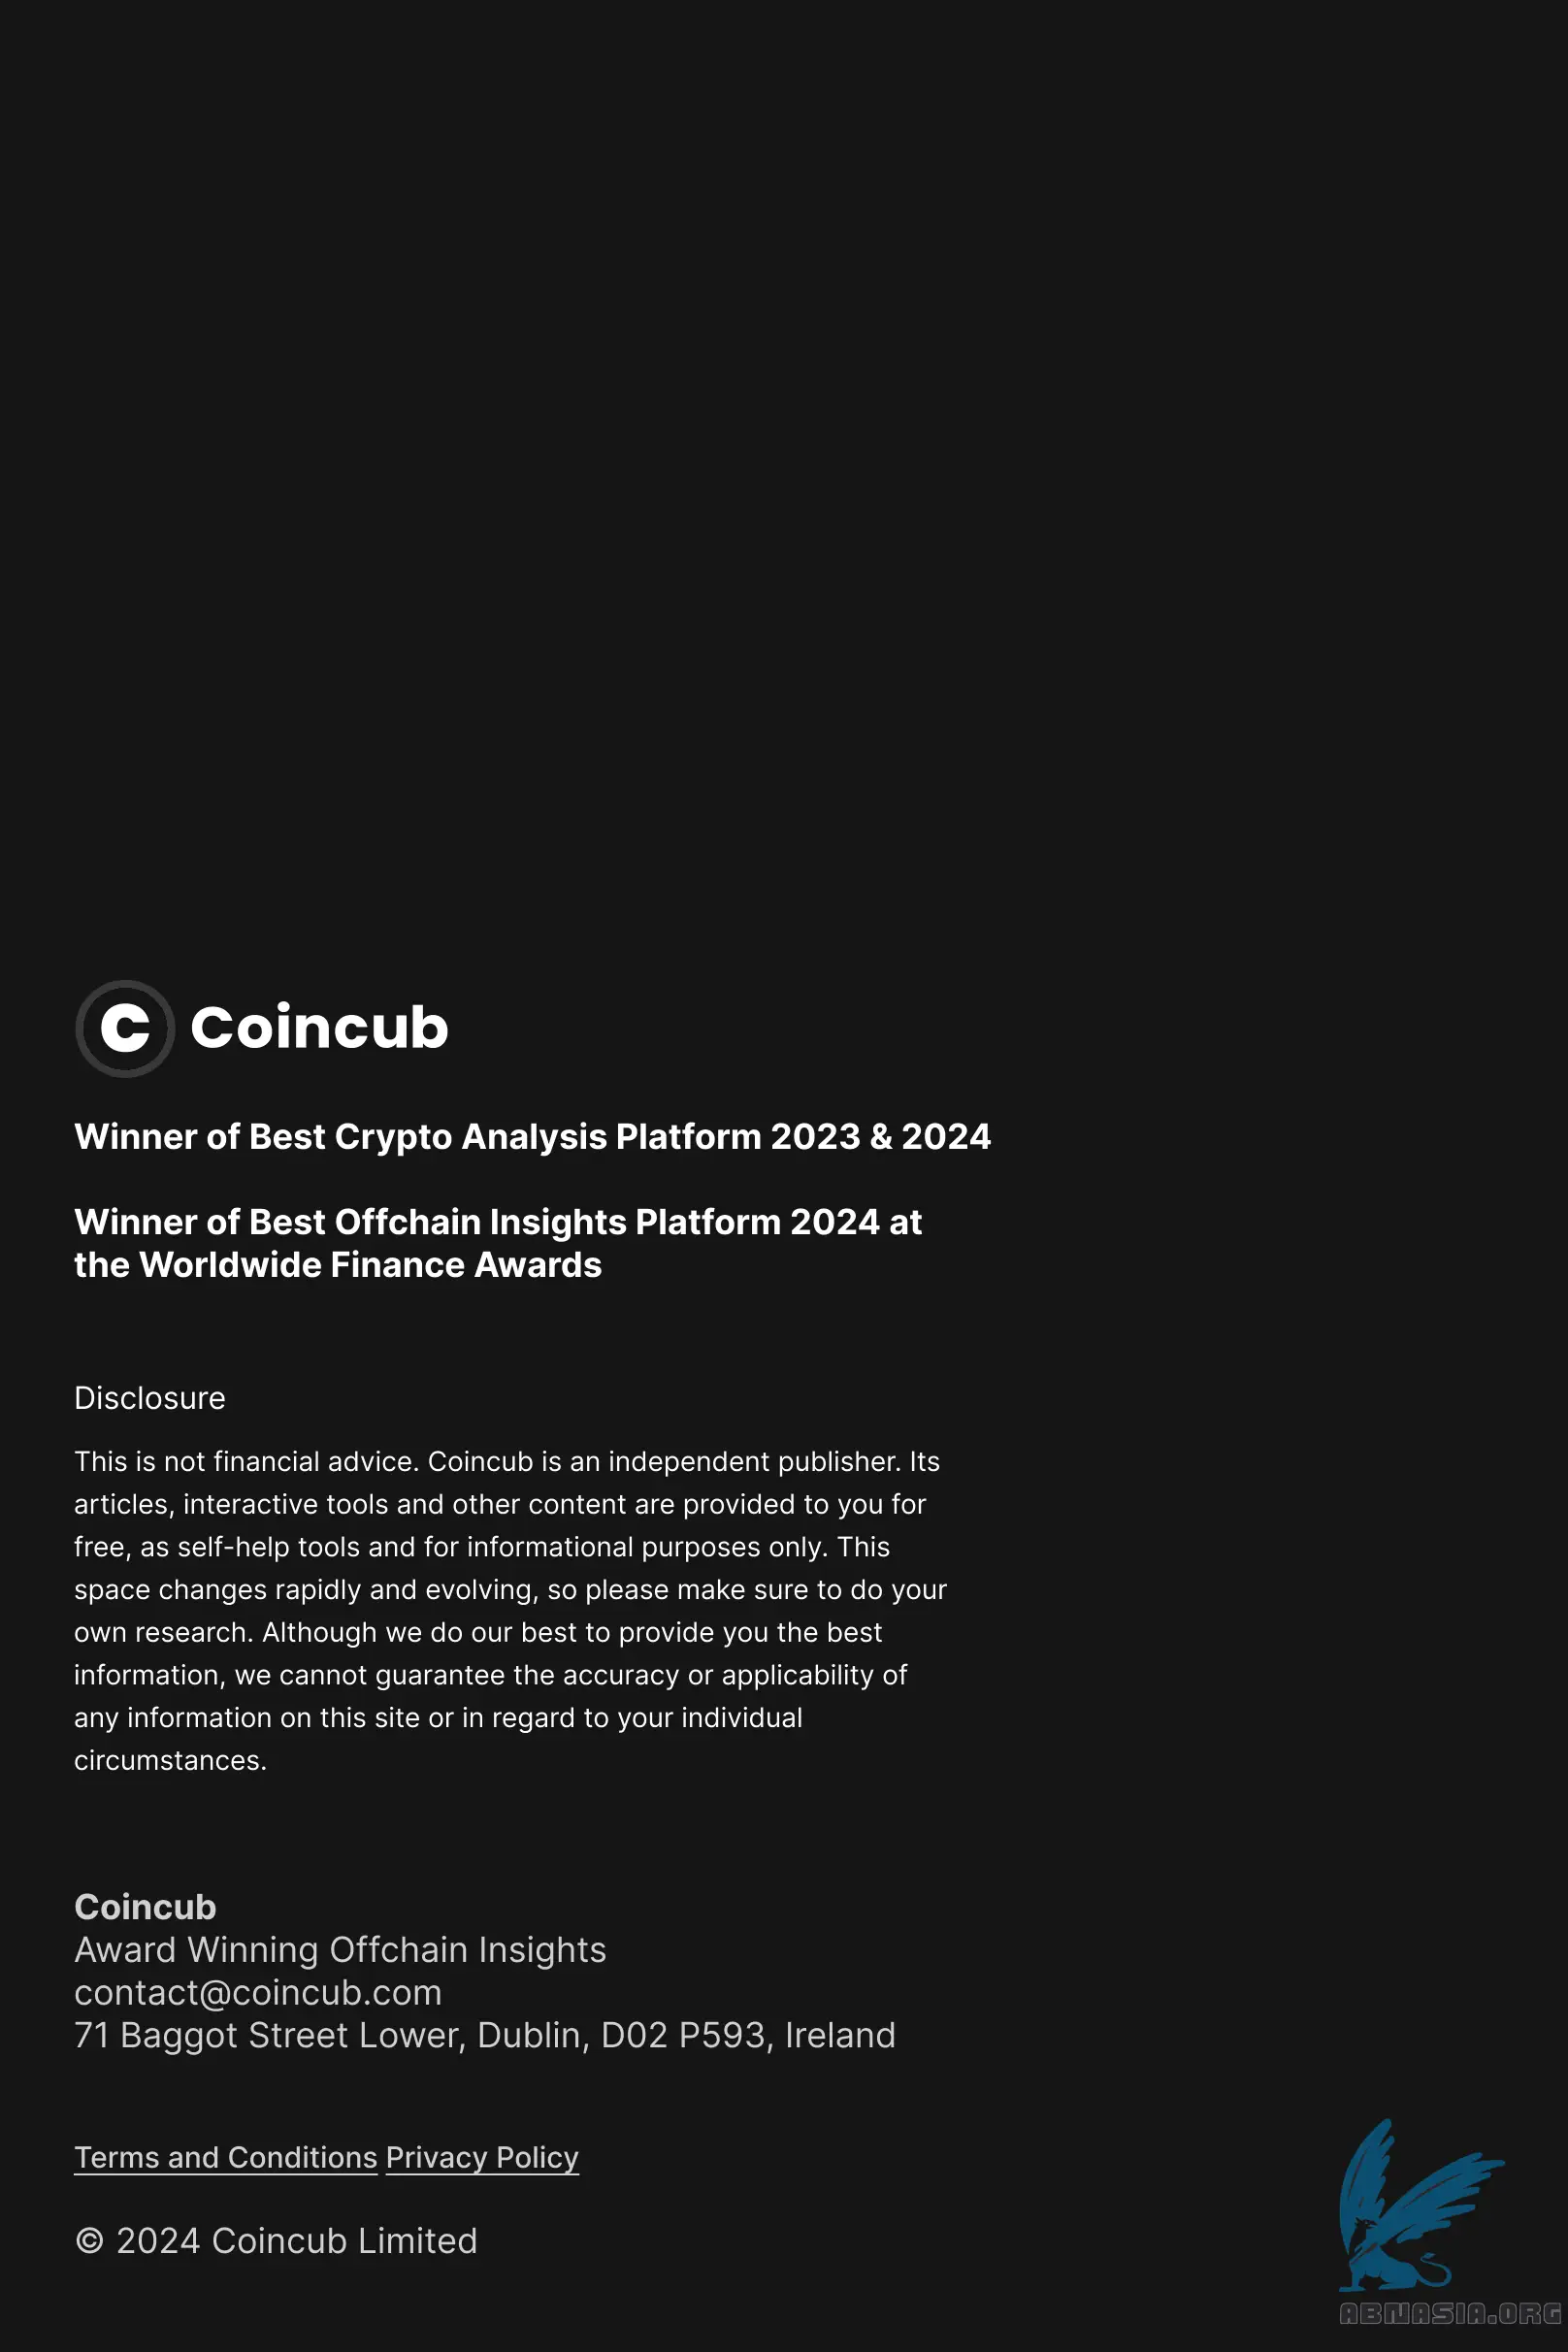 C Coincub
Winner of Best Crypto Analysis Platform 2023 & 2024
Winner of Best Offchain Insights Platform 2024 at
the Worldwide Finance Awards
Disclosure
This is not financial advice. Coincub is an independent publisher. Its
articles, interactive tools and other content are provided to you for
free, as self-help tools and for informational purposes only. This
space changes rapidly and evolving, so please make sure to do your
own research. Although we do our best to provide you the best
information, we cannot guarantee the accuracy or applicability of
any information on this site or in regard to your individual
circumstances.
Coincub
Award Winning Offchain Insights
contact@coincub.com
71 Baggot Street Lower, Dublin, D02 P593, Ireland
Terms and Conditions Privacy Policy
© 2024 Coincub Limited
ABNASIA.ORG